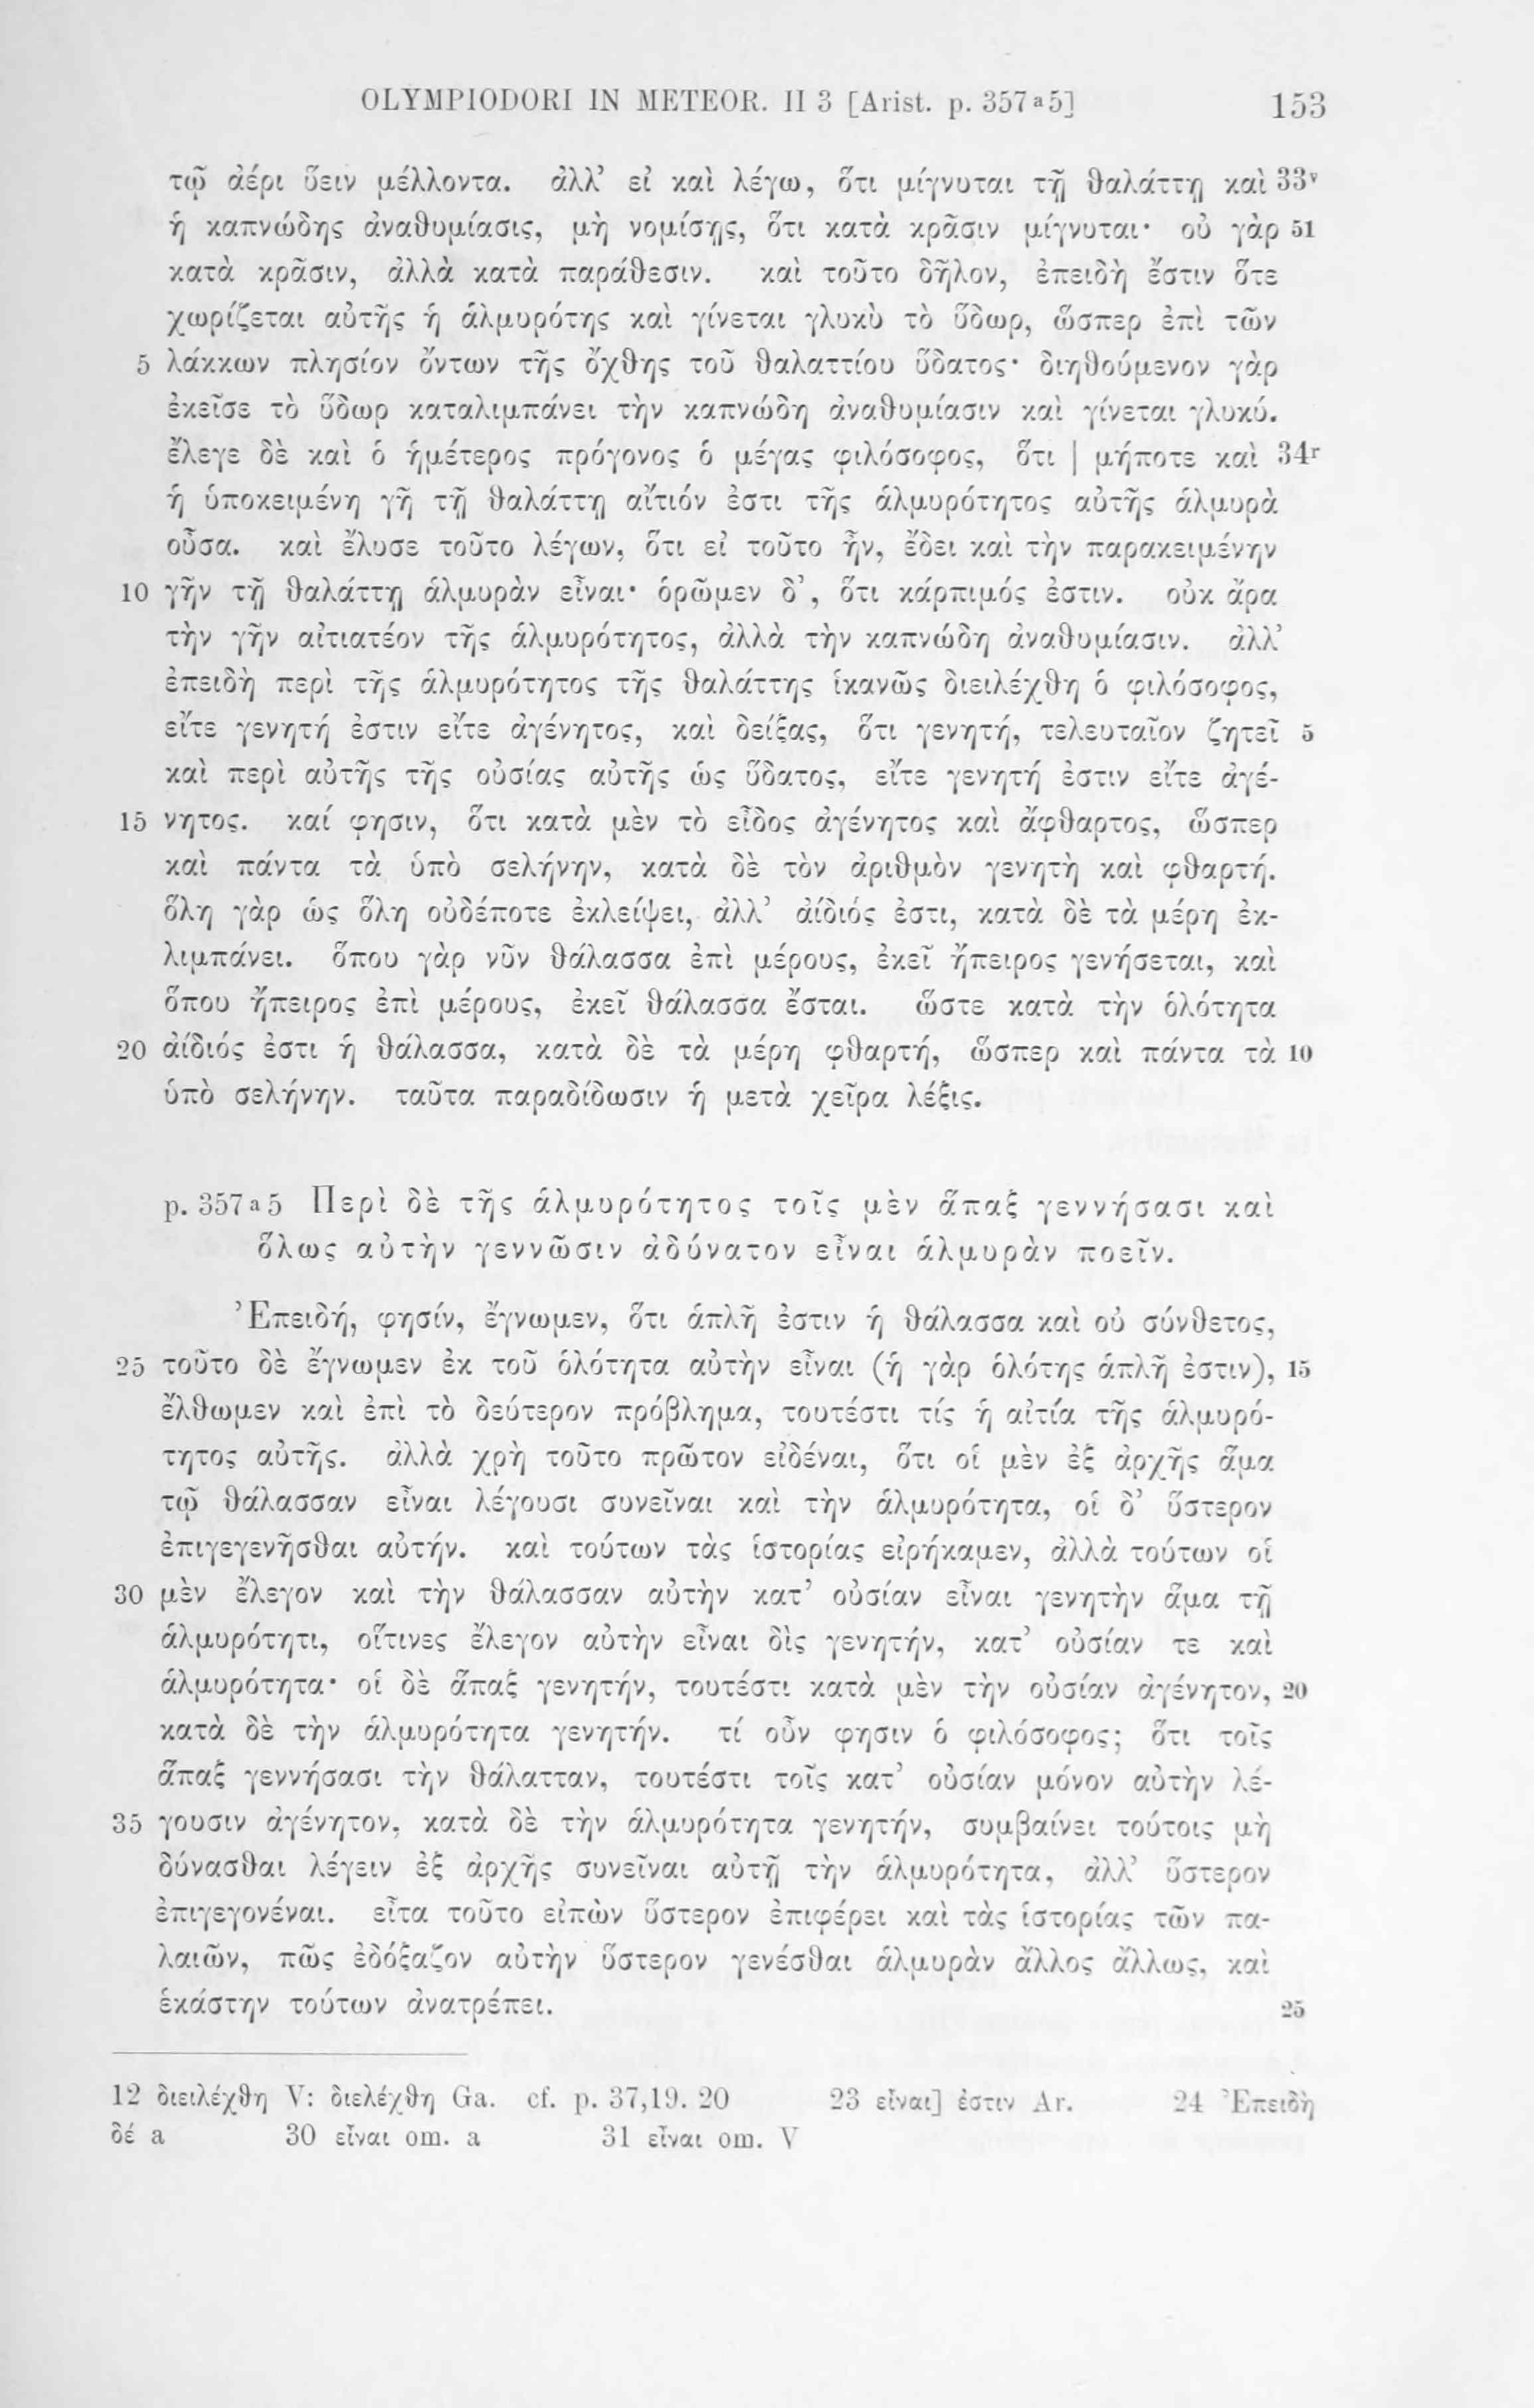 OLYMPIODORI IN METEOR. II 3 [Arist. p. 357ᵃ5] 153
τῷ ἀέρι ὕειν μέλλοντα. ἀλλ’ εἰ καὶ λέγω, ὅτι μίγνυται τῇ θαλάττῃ καὶ 33ᵛ
ἡ καπνώδης ἀναθυμίασις, μὴ νομίσῃς, ὅτι κατὰ κρᾶσιν μίγνυται· οὐ γὰρ 51
κατὰ κρᾶσιν, ἀλλὰ κατὰ παράθεσιν. καὶ τοῦτο δῆλον, ἐπειδὴ ἔστιν ὅτε
χωρίζεται αὐτῆς ἡ ἁλμυρότης καὶ γίνεται γλυκὺ τὸ ὕδωρ, ὥσπερ ἐπὶ τῶν
5 λάκκων πλησίον ὄντων τῆς ὄχθης τοῦ θαλαττίου ὕδατος· διηθούμενον γὰρ
ἐκεῖσε τὸ ὕδωρ καταλιμπάνει τὴν καπνώδη ἀναθυμίασιν καὶ γίνεται γλυκύ.
ἔλεγε δὲ καὶ ὁ ἡμέτερος πρόγονος ὁ μέγας φιλόσοφος, ὅτι | μήποτε καὶ 34ʳ
ἡ ὑποκειμένη γῆ τῇ θαλάττῃ αἴτιόν ἐστι τῆς ἁλμυρότητος αὐτῆς ἁλμυρὰ
οὖσα. καὶ ἔλυσε τοῦτο λέγων, ὅτι εἰ τοῦτο ἦν, ἔδει καὶ τὴν παρακειμένην
10 γῆν τῇ θαλάττῃ ἁλμυρὰν εἶναι· ὁρῶμεν δ’, ὅτι κάρπιμός ἐστιν. οὐκ ἄρα
τὴν γῆν αἰτιατέον τῆς ἁλμυρότητος, ἀλλὰ τὴν καπνώδη ἀναθυμίασιν. ἀλλ’
ἐπειδὴ περὶ τῆς ἁλμυρότητος τῆς θαλάττης ἱκανῶς διειλέχθη ὁ φιλόσοφος,
εἴτε γενητή ἐστιν εἴτε ἀγένητος, καὶ δείξας, ὅτι γενητή, τελευταῖον ζητεῖ 5
καὶ περὶ αὐτῆς τῆς οὐσίας αὐτῆς ὡς ὕδατος, εἴτε γενητή ἐστιν εἴτε ἀγέ-
15 νητος. καί φησιν, ὅτι κατὰ μὲν τὸ εἶδος ἀγένητος καὶ ἄφθαρτος, ὥσπερ
καὶ πάντα τὰ ὑπὸ σελήνην, κατὰ δὲ τὸν ἀριθμὸν γενητὴ καὶ φθαρτή.
ὅλη γὰρ ὡς ὅλη οὐδέποτε ἐκλείψει, ἀλλ’ ἀίδιός ἐστι, κατὰ δὲ τὰ μέρη ἐκ-
λιμπάνει. ὅπου γὰρ νῦν θάλασσα ἐπὶ μέρους, ἐκεῖ ἤπειρος γενήσεται, καὶ
ὅπου ἤπειρος ἐπὶ μέρους, ἐκεῖ θάλασσα ἔσται. ὥστε κατὰ τὴν ὁλότητα
20 ἀίδιός ἐστι ἡ θάλασσα, κατὰ δὲ τὰ μέρη φθαρτή, ὥσπερ καὶ πάντα τὰ 10
ὑπὸ σελήνην. ταῦτα παραδίδωσιν ἡ μετὰ χεῖρα λέξις.
p. 357ᵃ5 Περὶ δὲ τῆς ἁλμυρότητος τοῖς μὲν ἅπαξ γεννήσασι καὶ
ὅλως αὐτὴν γεννῶσιν ἀδύνατον εἶναι ἁλμυρὰν ποεῖν.
Ἐπειδή, φησίν, ἔγνωμεν, ὅτι ἁπλῆ ἐστιν ἡ θάλασσα καὶ οὐ σύνθετος,
25 τοῦτο δὲ ἔγνωμεν ἐκ τοῦ ὁλότητα αὐτὴν εἶναι (ἡ γὰρ ὁλότης ἁπλῆ ἐστιν), 15
ἔλθωμεν καὶ ἐπὶ τὸ δεύτερον πρόβλημα, τουτέστι τίς ἡ αἰτία τῆς ἁλμυρό-
τητος αὐτῆς. ἀλλὰ χρὴ τοῦτο πρῶτον εἰδέναι, ὅτι οἱ μὲν ἐξ ἀρχῆς ἅμα
τῷ θάλασσαν εἶναι λέγουσι συνεῖναι καὶ τὴν ἁλμυρότητα, οἱ δ’ ὕστερον
ἐπιγεγενῆσθαι αὐτήν. καὶ τούτων τὰς ἱστορίας εἰρήκαμεν, ἀλλὰ τούτων οἱ
30 μὲν ἔλεγον καὶ τὴν θάλασσαν αὐτὴν κατ’ οὐσίαν εἶναι γενητὴν ἅμα τῇ
ἁλμυρότητι, οἵτινες ἔλεγον αὐτὴν εἶναι δὶς γενητήν, κατ’ οὐσίαν τε καὶ
ἁλμυρότητα· οἱ δὲ ἅπαξ γενητήν, τουτέστι κατὰ μὲν τὴν οὐσίαν ἀγένητον, 20
κατὰ δὲ τὴν ἁλμυρότητα γενητήν. τί οὖν φησιν ὁ φιλόσοφος; ὅτι τοῖς
ἅπαξ γεννήσασι τὴν θάλατταν, τουτέστι τοῖς κατ’ οὐσίαν μόνον αὐτὴν λέ-
35 γουσιν ἀγένητον, κατὰ δὲ τὴν ἁλμυρότητα γενητήν, συμβαίνει τούτοις μὴ
δύνασθαι λέγειν ἐξ ἀρχῆς συνεῖναι αὐτῇ τὴν ἁλμυρότητα, ἀλλ’ ὕστερον
ἐπιγεγονέναι. εἶτα τοῦτο εἰπὼν ὕστερον ἐπιφέρει καὶ τὰς ἱστορίας τῶν πα-
λαιῶν, πῶς ἐδόξαζον αὐτὴν ὕστερον γενέσθαι ἁλμυρὰν ἄλλος ἄλλως, καὶ
ἑκάστην τούτων ἀνατρέπει. 25
12 διειλέχθη V: διελέχθη Ga. cf. p. 37,19. 20 23 εἶναι] ἐστιν Ar. 24 Ἐπειδὴ
δέ a 30 εἶναι om. a 31 εἶναι om. V